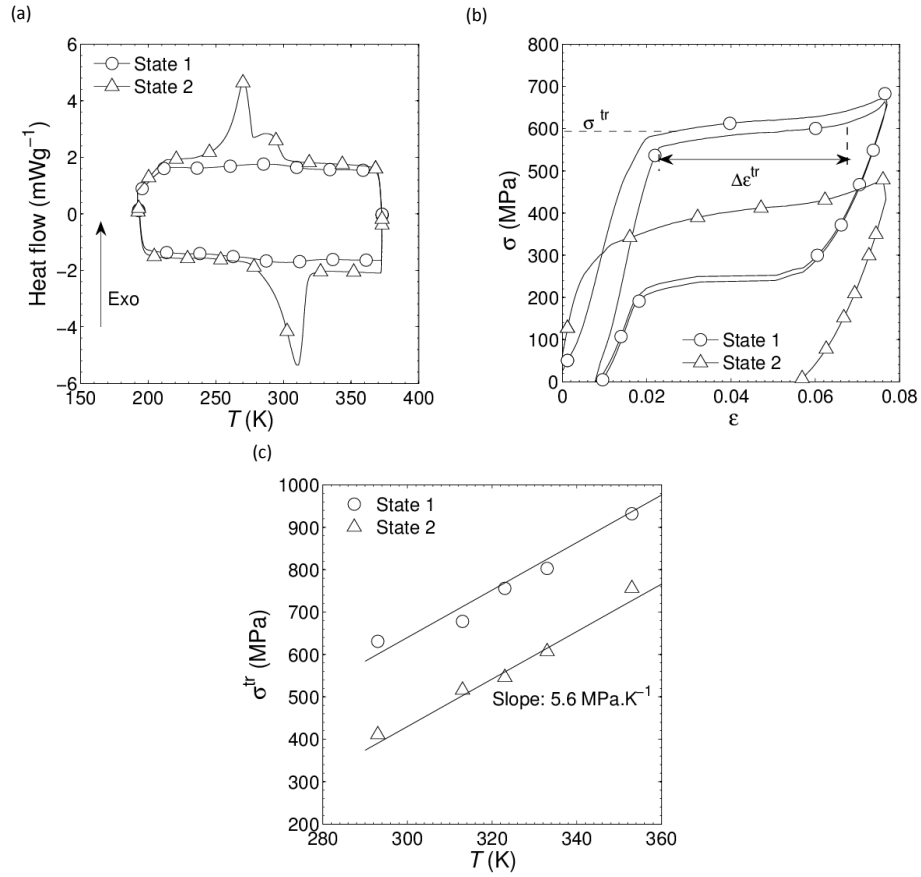 (a)
6
4
2
0
−2
−4
−6
Heat flow (mWg−1)
State 1
State 2
Exo
150
200
250
300
350
400
T (K)
(b)
800
700
600
500
400
300
200
100
0
σ (MPa)
σ tr
Δεtr
State 1
State 2
0
0.02
0.04
0.06
0.08
ε
(c)
1000
900
800
700
600
500
400
300
200
σtr (MPa)
State 1
State 2
Slope: 5.6 MPa.K−1
280
300
320
340
360
T (K)